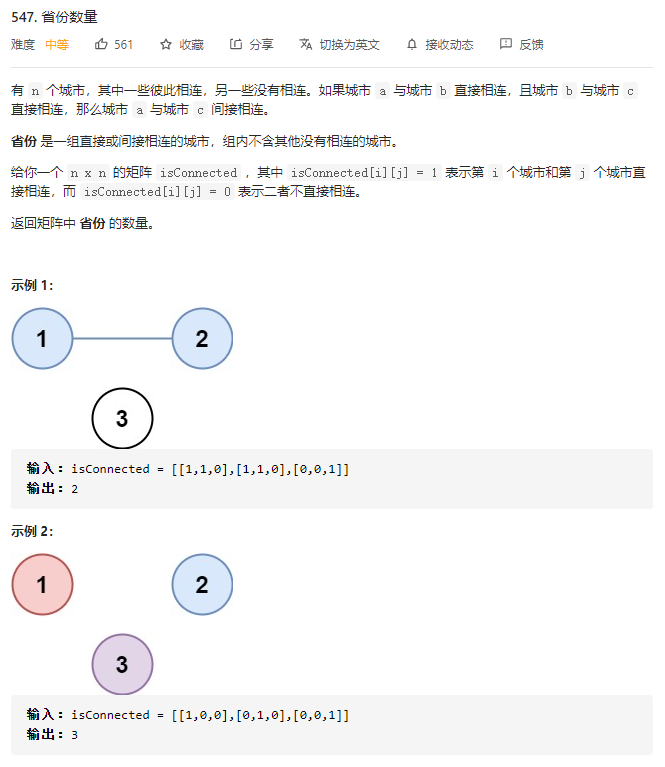 547. 省份数量
难度 中等 561 收藏 分享 切换为英文 接收动态 反馈
有 n 个城市，其中一些彼此相连，另一些没有相连。如果城市 a 与城市 b 直接相连，且城市 b 与城市 c
直接相连，那么城市 a 与城市 c 间接相连。
省份 是一组直接或间接相连的城市，组内不含其他没有相连的城市。
给你一个 n x n 的矩阵 isConnected ，其中 isConnected[i][j] = 1 表示第 i 个城市和第 j 个城市直
接相连，而 isConnected[i][j] = 0 表示二者不直接相连。
返回矩阵中 省份 的数量。
示例 1：
1 2
3
输入：isConnected = [[1,1,0],[1,1,0],[0,0,1]]
输出：2
示例 2：
1 2
3
输入：isConnected = [[1,0,0],[0,1,0],[0,0,1]]
输出：3